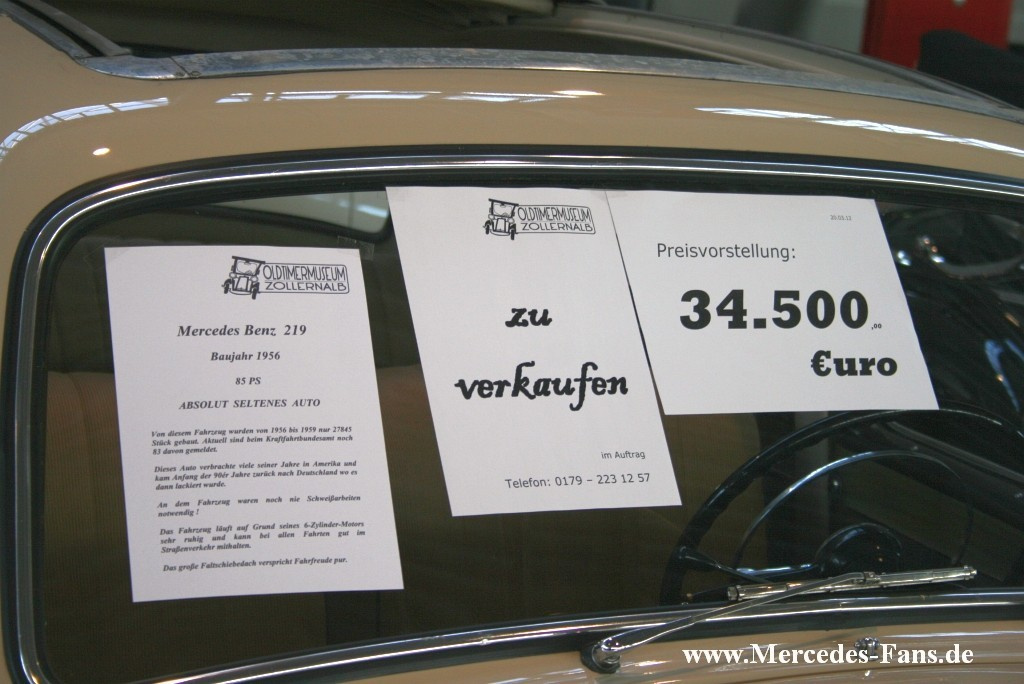 OLDTIMERMUSEUM
ZOLLERNALB
Mercedes Benz 219
Baujahr 1956
85 PS
ABSOLUT SELTENES AUTO
Von diesem Fahrzeug wurden von 1956 bis 1959 nur 27845
Stück gebaut. Aktuell sind beim Kraftfahrtbundesamt noch
83 davon gemeldet.
Dieses Auto verbrachte viele seiner Jahre in Amerika und
kam Anfang der 90ér Jahre zurück nach Deutschland wo es
dann lackiert wurde.
An dem Fahrzeug waren noch nie Schweißarbeiten
notwendig !
Das Fahrzeug läuft auf Grund seines 6-Zylinder-Motors
sehr ruhig und kann bei allen Fahrten gut im
Straßenverkehr mithalten.
Das große Faltschiebedach verspricht Fahrfreude pur.
OLDTIMERMUSEUM
ZOLLERNALB
zu
verkaufen
im Auftrag
Telefon: 0179 – 223 12 57
Preisvorstellung:
34.500,00
€uro
www.Mercedes-Fans.de